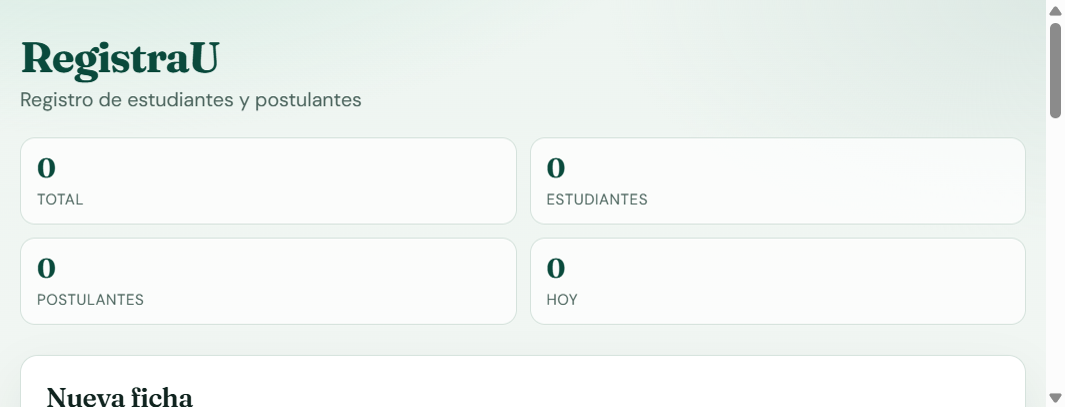 RegistraU
Registro de estudiantes y postulantes
0
TOTAL
0
ESTUDIANTES
0
POSTULANTES
0
HOY
Nueva ficha